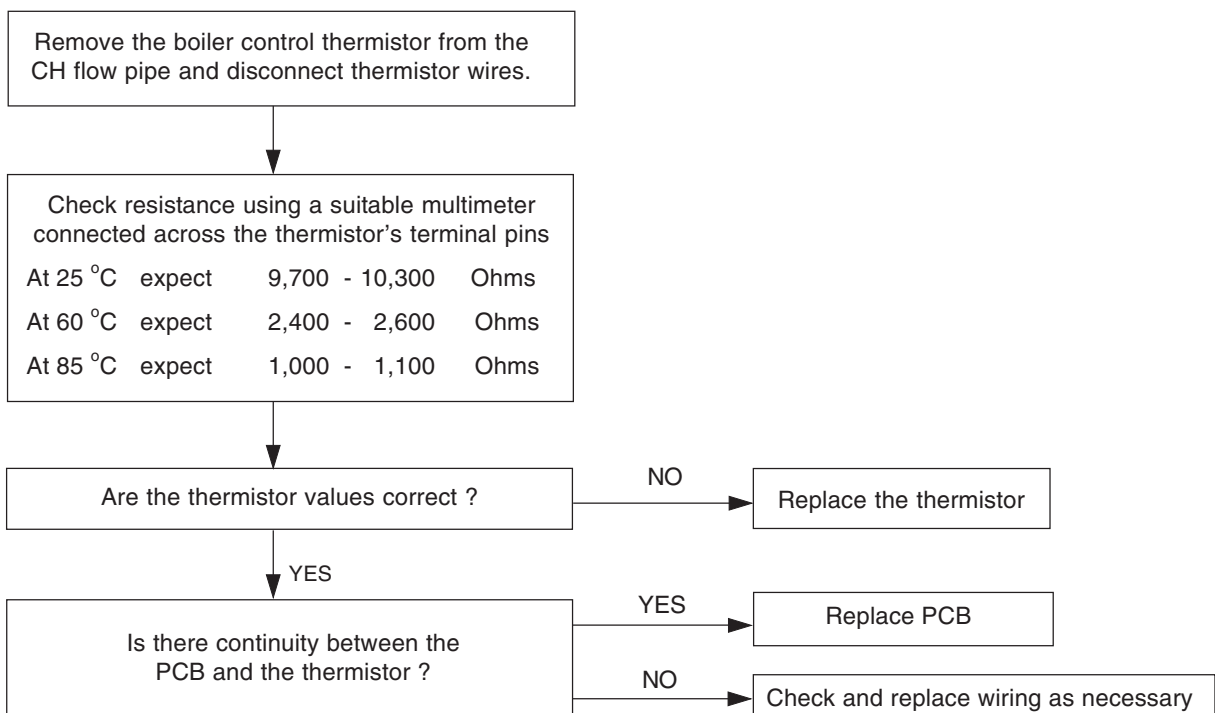 Remove the boiler control thermistor from the
CH flow pipe and disconnect thermistor wires.
Check resistance using a suitable multimeter
connected across the thermistor's terminal pins
At 25 °C expect 9,700 - 10,300 Ohms
At 60 °C expect 2,400 - 2,600 Ohms
At 85 °C expect 1,000 - 1,100 Ohms
Are the thermistor values correct ?
NO
Replace the thermistor
YES
Is there continuity between the
PCB and the thermistor ?
YES
Replace PCB
NO
Check and replace wiring as necessary